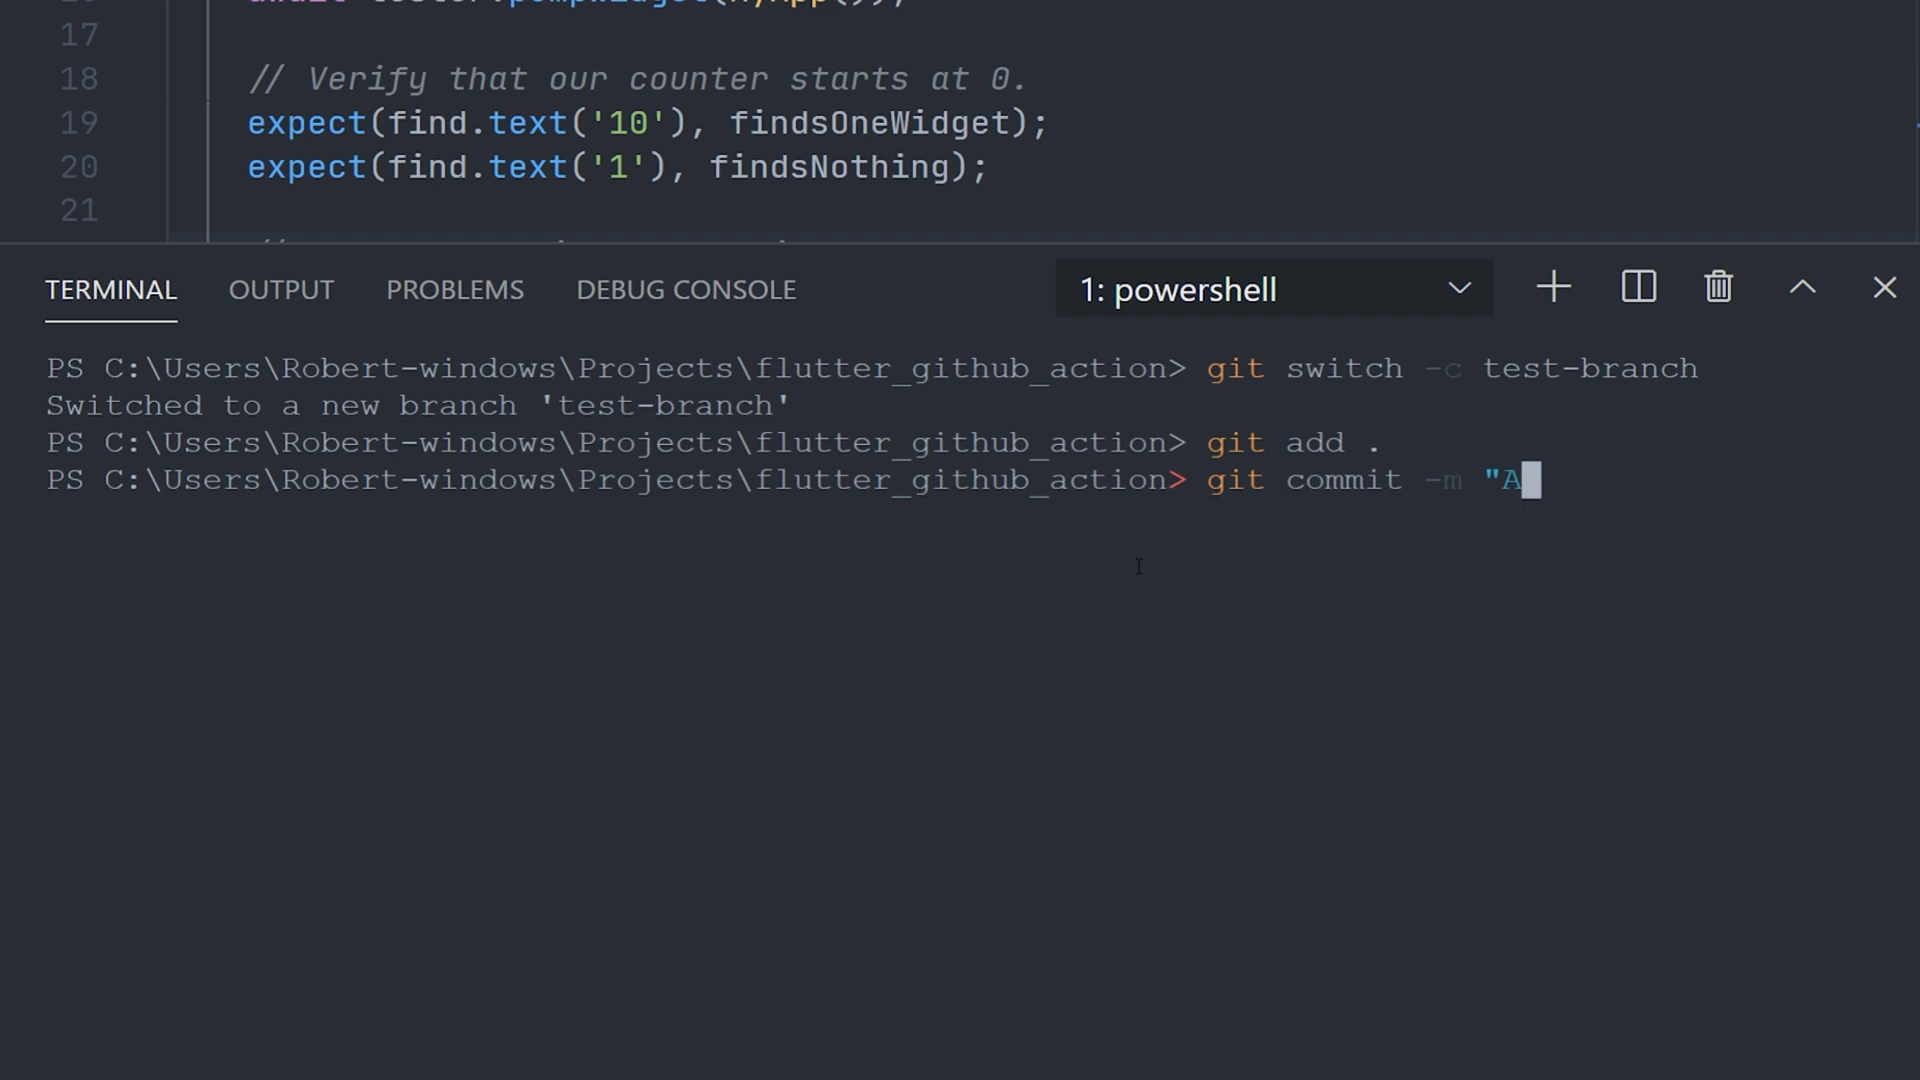 17
18 // Verify that our counter starts at 0.
19 expect(find.text('10'), findsOneWidget);
20 expect(find.text('1'), findsNothing);
21
TERMINAL OUTPUT PROBLEMS DEBUG CONSOLE 1: powershell
PS C:\Users\Robert-windows\Projects\flutter_github_action> git switch -c test-branch
Switched to a new branch 'test-branch'
PS C:\Users\Robert-windows\Projects\flutter_github_action> git add .
PS C:\Users\Robert-windows\Projects\flutter_github_action> git commit -m "A